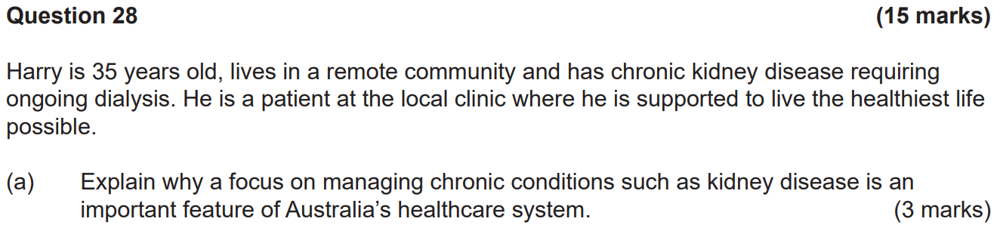 Question 28 (15 marks)
Harry is 35 years old, lives in a remote community and has chronic kidney disease requiring
ongoing dialysis. He is a patient at the local clinic where he is supported to live the healthiest life
possible.
(a) Explain why a focus on managing chronic conditions such as kidney disease is an
important feature of Australia’s healthcare system. (3 marks)